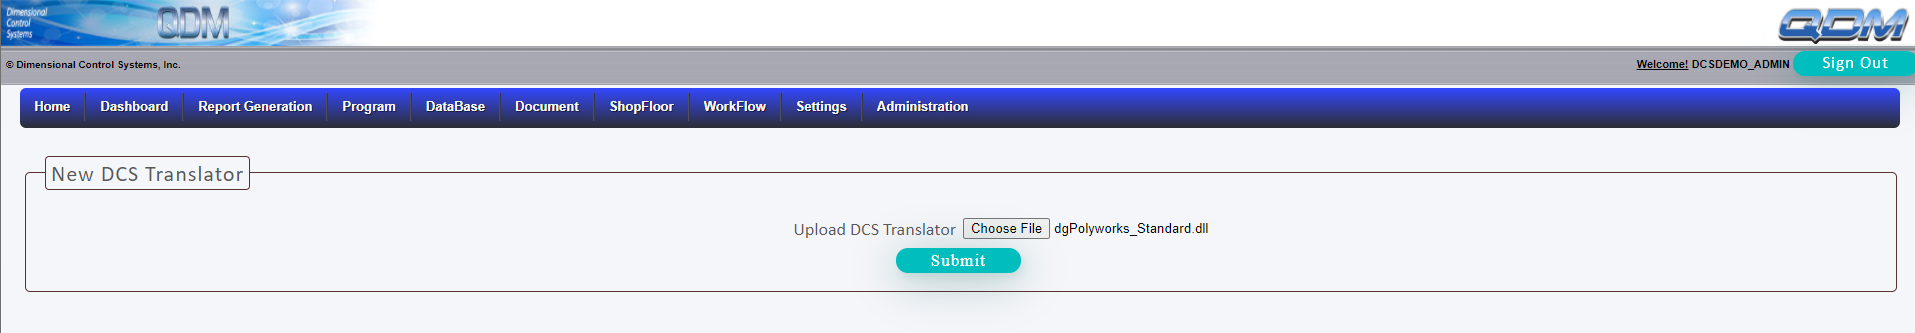 Dimensional
Control
Systems
QDM
QDM
© Dimensional Control Systems, Inc.
Welcome! DCSDEMO_ADMIN Sign Out
Home Dashboard Report Generation Program DataBase Document ShopFloor WorkFlow Settings Administration
New DCS Translator
Upload DCS Translator Choose File dgPolyworks_Standard.dll
Submit